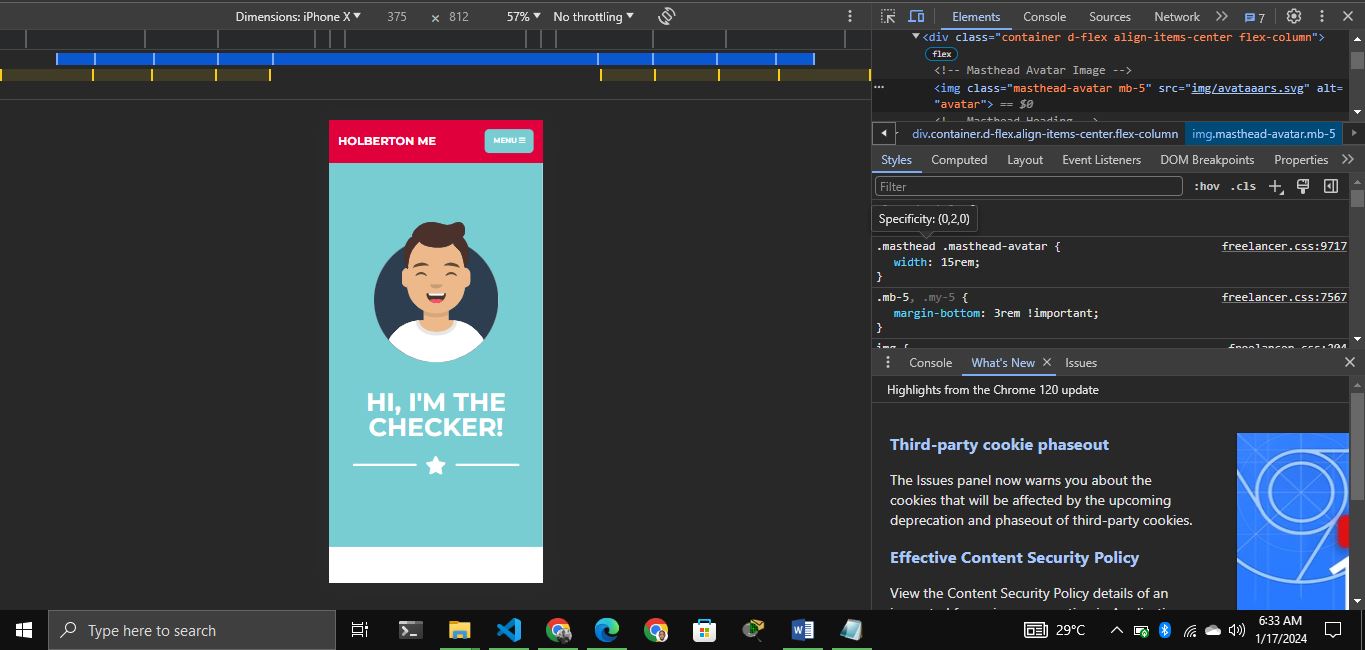 Dimensions: iPhone X ▼ 375 × 812 57% ▼ No throttling ▼
Elements Console Sources Network 7
<div class="container d-flex align-items-center flex-column">
flex
<!-- Masthead Avatar Image -->
<img class="masthead-avatar mb-5" src="img/avataaars.svg" alt=
"avatar"> == $0
<!-- Masthead Heading -->
div.container.d-flex.align-items-center.flex-column img.masthead-avatar.mb-5
Styles Computed Layout Event Listeners DOM Breakpoints Properties
Filter :hov .cls
Specificity: (0,2,0)
.masthead .masthead-avatar { freelancer.css:9717
width: 15rem;
}
.mb-5, .my-5 { freelancer.css:7567
margin-bottom: 3rem !important;
}
img { freelancer.css:204
Console What's New Issues
Highlights from the Chrome 120 update
Third-party cookie phaseout
The Issues panel now warns you about the
cookies that will be affected by the upcoming
deprecation and phaseout of third-party cookies.
Effective Content Security Policy
View the Content Security Policy details of an
HOLBERTON ME MENU
HI, I'M THE
CHECKER!
Type here to search
29°C
6:33 AM
1/17/2024